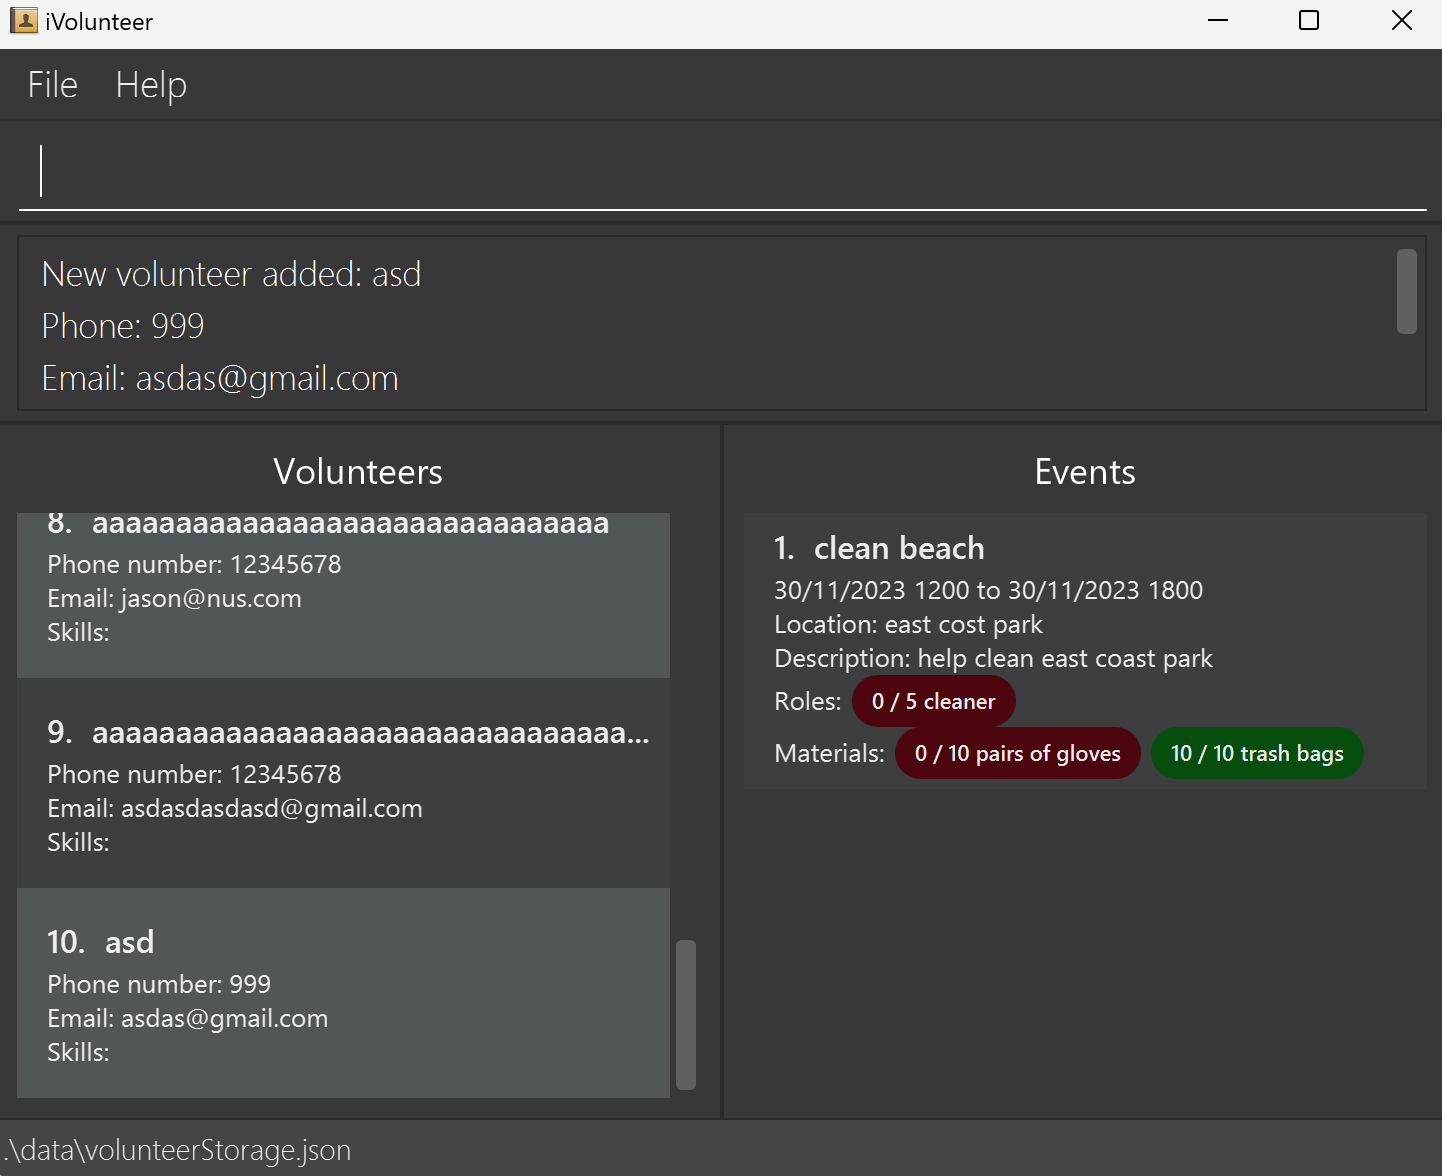 iVolunteer
File Help
New volunteer added: asd
Phone: 999
Email: asdas@gmail.com
Volunteers
8. aaaaaaaaaaaaaaaaaaaaaaaaaaaaaaa
Phone number: 12345678
Email: jason@nus.com
Skills:
9. aaaaaaaaaaaaaaaaaaaaaaaaaaaaaaaa...
Phone number: 12345678
Email: asdasdasdasd@gmail.com
Skills:
10. asd
Phone number: 999
Email: asdas@gmail.com
Skills:
Events
1. clean beach
30/11/2023 1200 to 30/11/2023 1800
Location: east cost park
Description: help clean east coast park
Roles: 0 / 5 cleaner
Materials: 0 / 10 pairs of gloves 10 / 10 trash bags
.\data\volunteerStorage.json